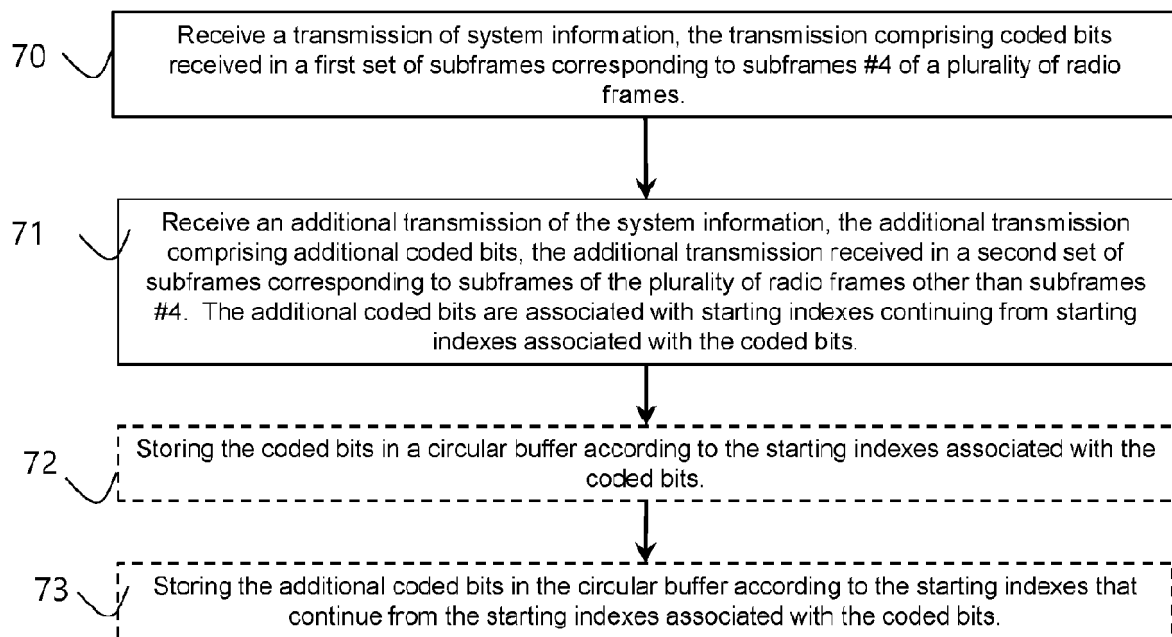 70
Receive a transmission of system information, the transmission comprising coded bits
received in a first set of subframes corresponding to subframes #4 of a plurality of radio
frames.
71
Receive an additional transmission of the system information, the additional transmission
comprising additional coded bits, the additional transmission received in a second set of
subframes corresponding to subframes of the plurality of radio frames other than subframes
#4. The additional coded bits are associated with starting indexes continuing from starting
indexes associated with the coded bits.
72
Storing the coded bits in a circular buffer according to the starting indexes associated with the
coded bits.
73
Storing the additional coded bits in the circular buffer according to the starting indexes that
continue from the starting indexes associated with the coded bits.